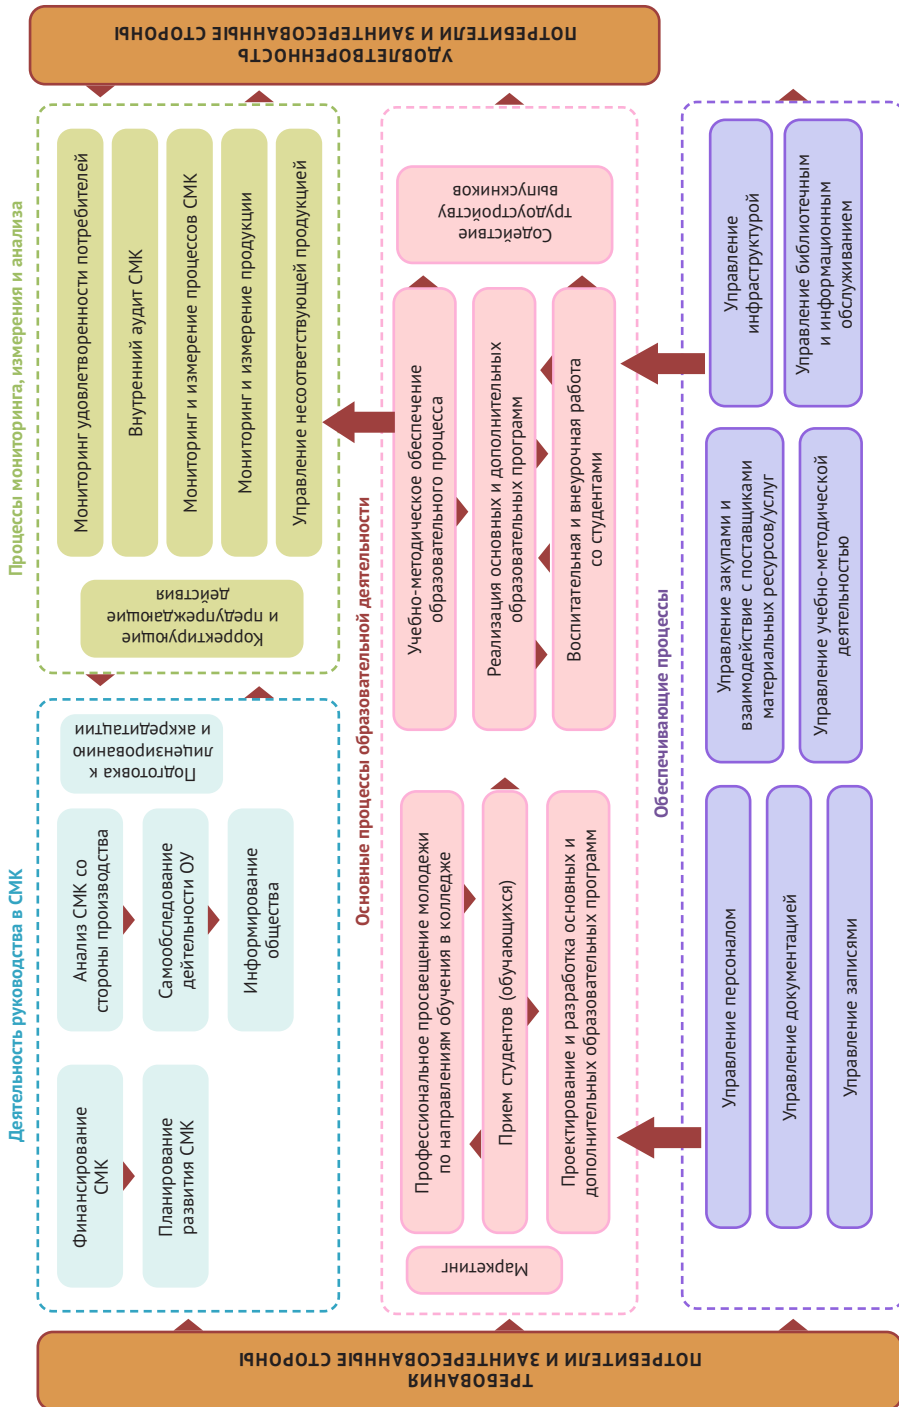 ТРЕБОВАНИЯ
ПОТРЕБИТЕЛИ И ЗАИНТЕРЕСОВАННЫЕ СТОРОНЫ
Деятельность руководства в СМК
Финансирование
СМК
Планирование
развития СМК
Анализ СМК со
стороны производства
Самообследование
дейтельности ОУ
Информирование
общества
Подготовка к
лицензированию
и аккредитации
Процессы мониторинга, измерения и анализа
Корректирующие
и предупреждающие
действия
Мониторинг удовлетворенности потребителей
Внутренний аудит СМК
Мониторинг и измерение процессов СМК
Мониторинг и измерение продукции
Управление несоответствующей продукцией
Основные процессы образовательной деятельности
Маркетинг
Профессиональное просвещение молодежи
по направлениям обучения в колледже
Прием студентов (обучающихся)
Проектирование и разработка основных и
дополнительных образовательных программ
Учебно-методическое обеспечение
образовательного процесса
Реализация основных и дополнительных
образовательных программ
Воспитательная и внеурочная работа
со студентами
Содействие
трудоустройству
выпускников
Обеспечивающие процессы
Управление персоналом
Управление документацией
Управление записями
Управление закупами и
взаимодействие с поставщиками
материальных ресурсов/услуг
Управление учебно-методической
деятельностью
Управление
инфраструктурой
Управление библиотечным
и информационным
обслуживанием
УДОВЛЕТВОРЕННОСТЬ
ПОТРЕБИТЕЛИ И ЗАИНТЕРЕСОВАННЫЕ СТОРОНЫ